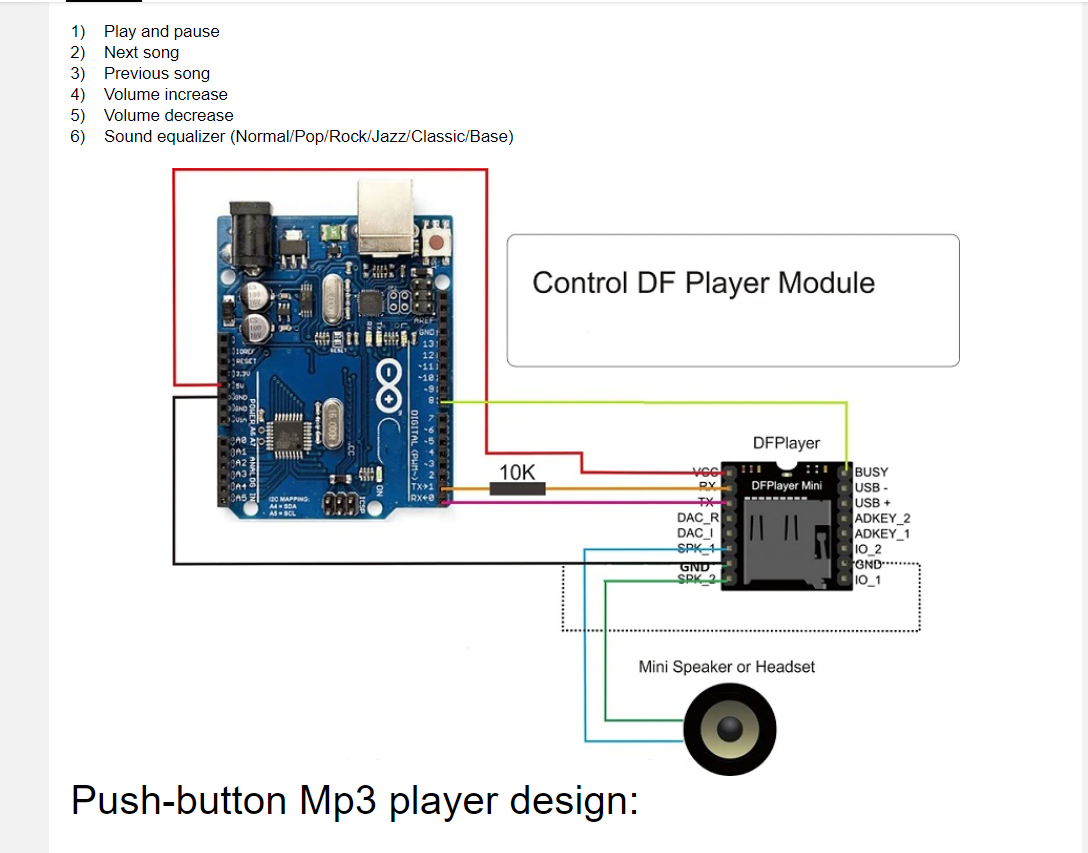 1) Play and pause
2) Next song
3) Previous song
4) Volume increase
5) Volume decrease
6) Sound equalizer (Normal/Pop/Rock/Jazz/Classic/Base)
Control DF Player Module
AREF
GND
13
12
~11
~10
~9
8
7
~6
~5
4
~3
2
TX→1
RX←0
DIGITAL (PWM~)
RESET
IOREF
RESET
3.3V
5V
GND
GND
Vin
A0
A1
A2
A3
A4
A5
ANALOG IN
ICSP
ON
I2C MAPPING:
A4 = SDA
A5 = SCL
10K
DFPlayer
DFPlayer Mini
VCC
RX
TX
DAC_R
DAC_I
SPK_1
GND
SPK_2
BUSY
USB -
USB +
ADKEY_2
ADKEY_1
IO_2
GND
IO_1
Mini Speaker or Headset
Push-button Mp3 player design: